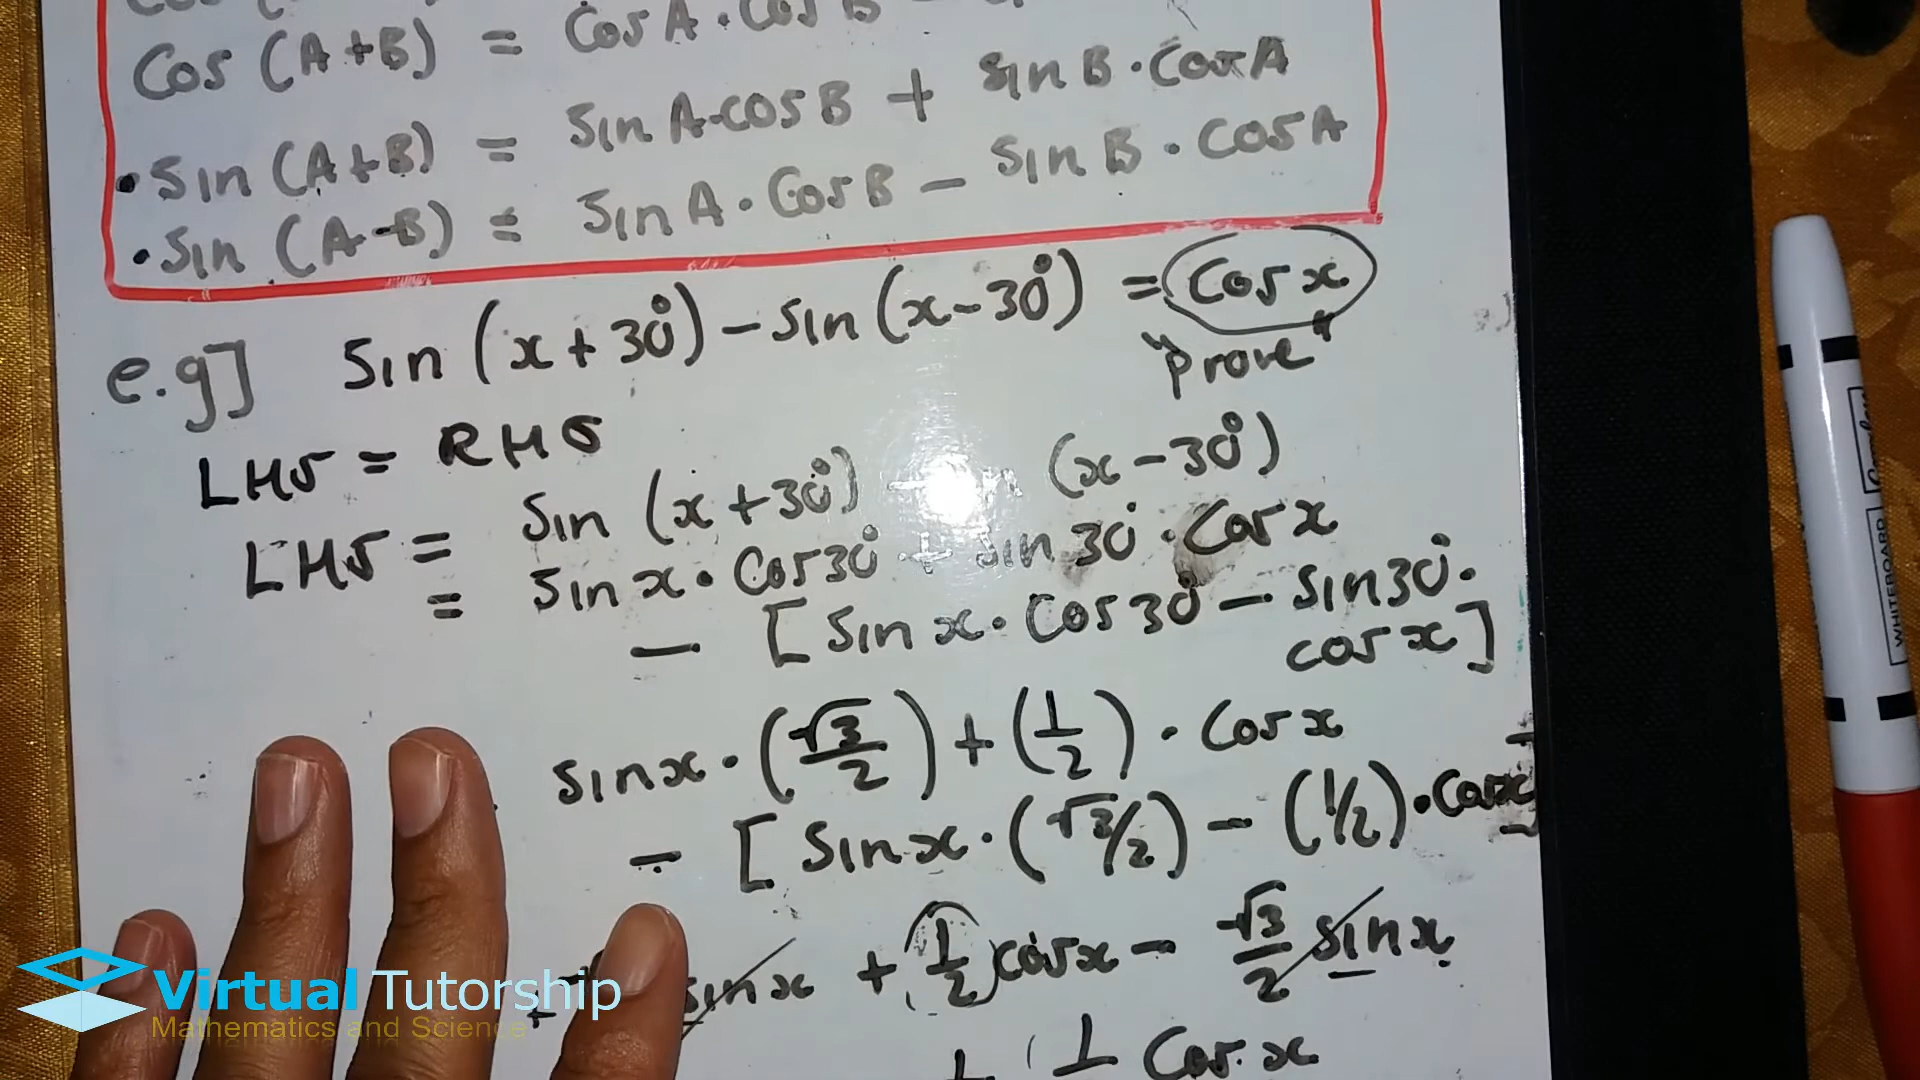 Cos (A+B) = Cos A . Cos B
• Sin (A+B) = Sin A . cos B + Sin B . Cos A
• Sin (A-B) = Sin A . Cos B - Sin B . Cos A
e.g] Sin (x + 30°) - Sin (x - 30°) = Cos x
"prove"
LHS = RHS
LHS = Sin (x + 30°) (x - 30°)
= Sin x . Cos 30° + Sin 30° . Cos x
- [Sin x . Cos 30° - Sin 30° .
cos x]
Sin x . (√3/2) + (1/2) . Cos x
- [Sin x . (√3/2) - (1/2) . Cos x
+ Sin x + (1/2) cos x - √3/2 Sin x
+ ( 1 Cos x
Virtual Tutorship
Mathematics and Science
WHITEBOARD